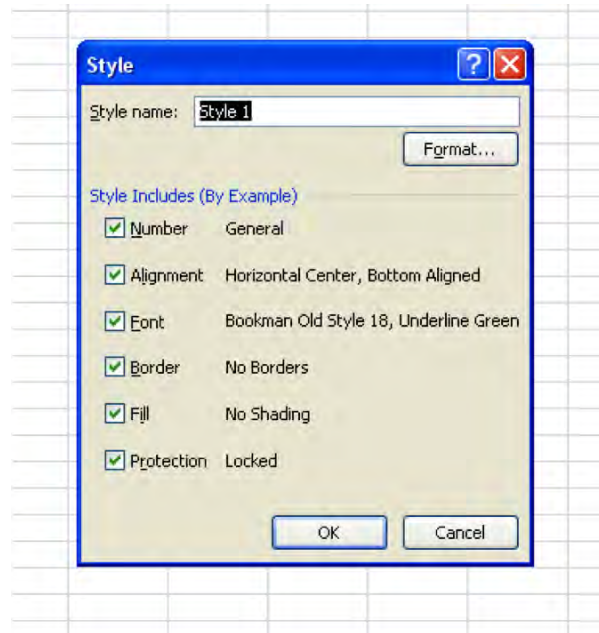 Style
Style name: Style 1
Format...
Style Includes (By Example)
Number General
Alignment Horizontal Center, Bottom Aligned
Font Bookman Old Style 18, Underline Green
Border No Borders
Fill No Shading
Protection Locked
OK Cancel